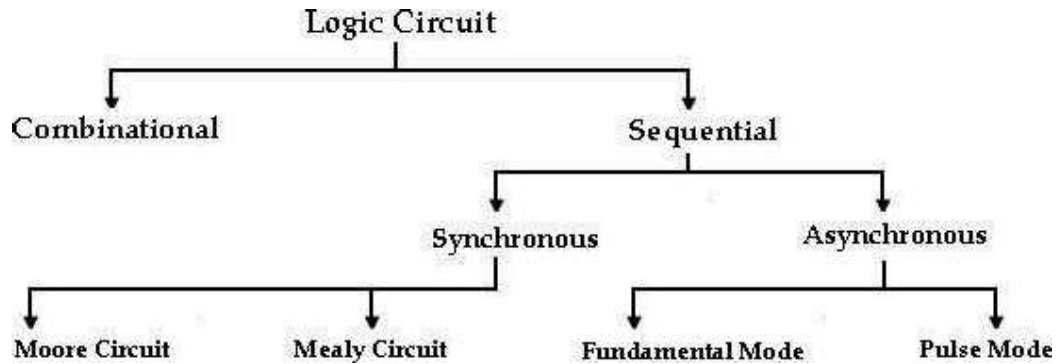 Logic Circuit
Combinational
Sequential
Synchronous
Asynchronous
Moore Circuit
Mealy Circuit
Fundamental Mode
Pulse Mode